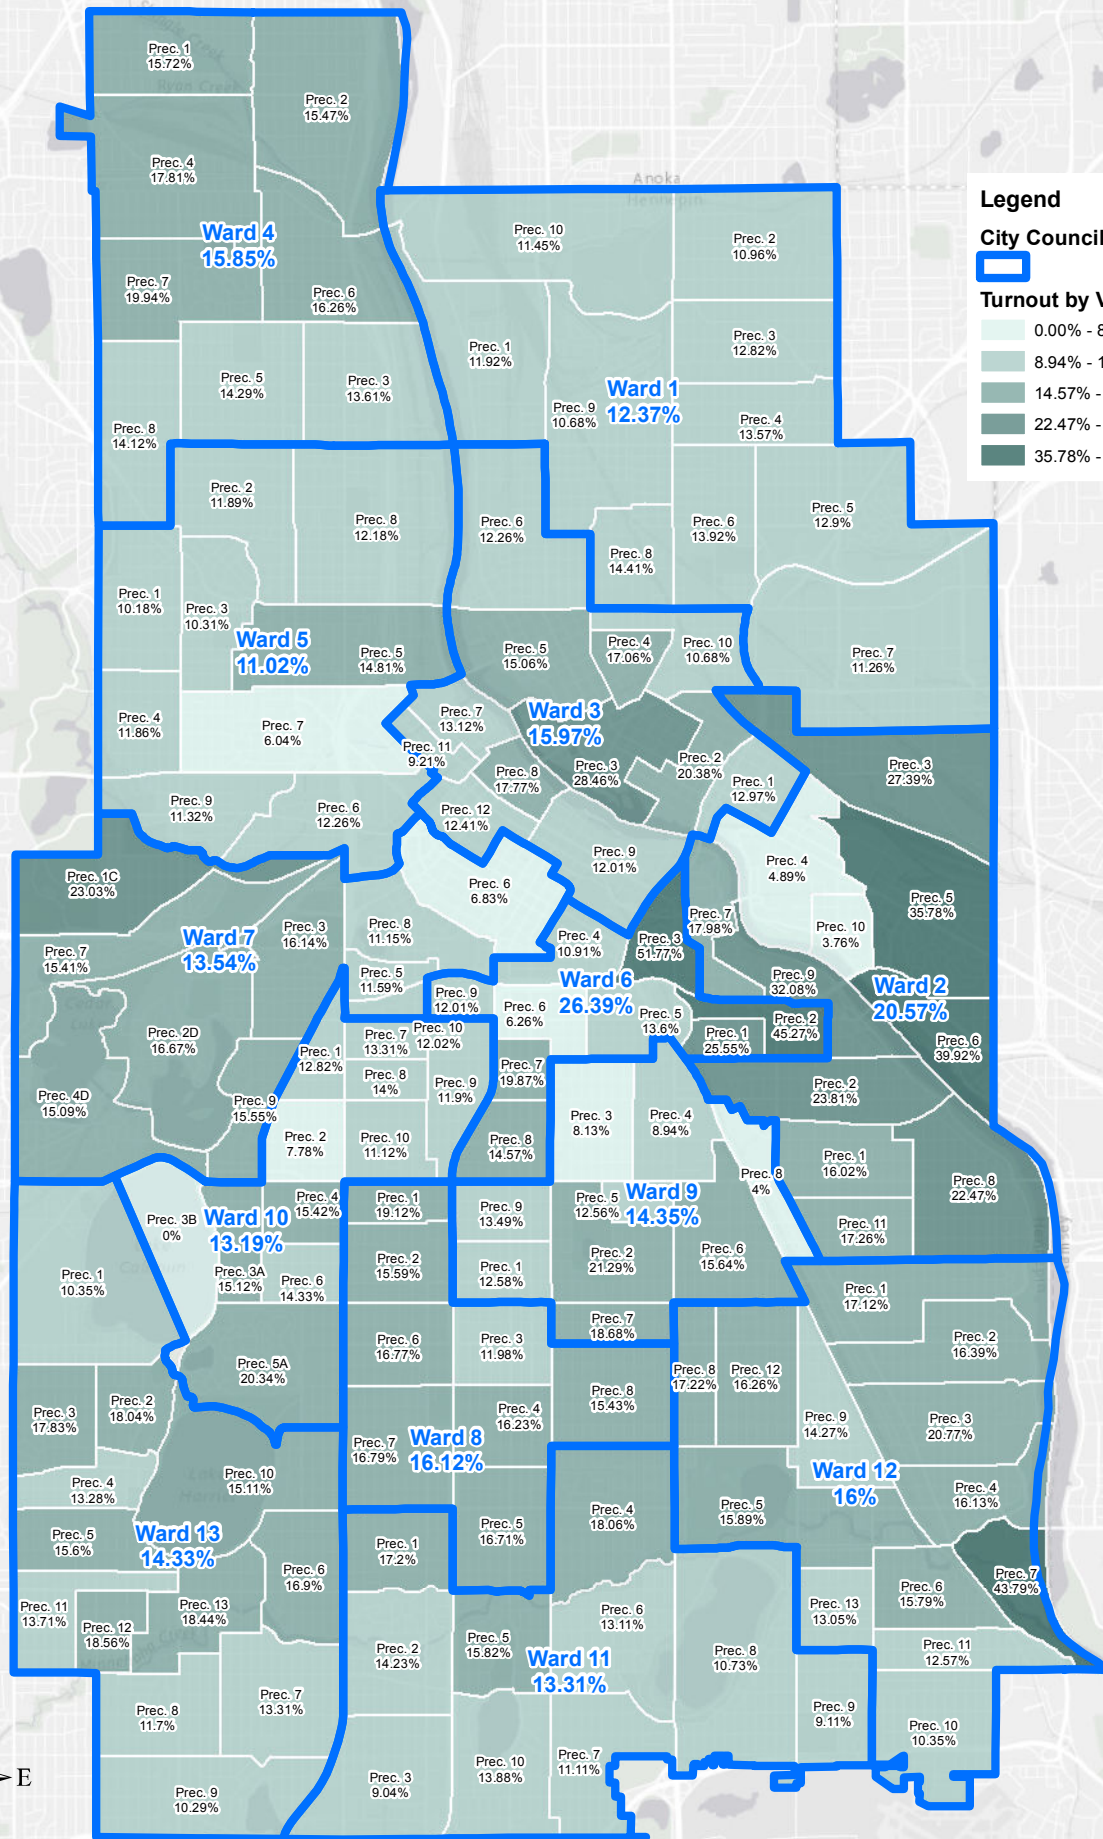 Prec. 1
15.72%
Prec. 2
15.47%
Prec. 4
17.81%
Ward 4
15.85%
Prec. 7
19.94%
Prec. 6
16.26%
Prec. 5
14.29%
Prec. 3
13.61%
Prec. 8
14.12%
Anoka
Hennepin
Prec. 10
11.45%
Prec. 2
10.96%
Prec. 1
11.92%
Prec. 3
12.82%
Ward 1
12.37%
Prec. 9
10.68%
Prec. 4
13.57%
Prec. 5
12.9%
Prec. 6
13.92%
Prec. 8
14.41%
Prec. 7
11.26%
Legend
City Council
Turnout by V
0.00% - 8
8.94% - 1
14.57% -
22.47% -
35.78% -
Prec. 2
11.89%
Prec. 8
12.18%
Prec. 1
10.18%
Prec. 3
10.31%
Ward 5
11.02%
Prec. 5
14.81%
Prec. 4
11.86%
Prec. 7
6.04%
Prec. 9
11.32%
Prec. 6
12.26%
Prec. 6
12.26%
Prec. 5
15.06%
Prec. 4
17.06%
Prec. 10
10.68%
Prec. 7
13.12%
Ward 3
15.97%
Prec. 11
9.21%
Prec. 8
17.77%
Prec. 3
28.46%
Prec. 2
20.38%
Prec. 1
12.97%
Prec. 12
12.41%
Prec. 9
12.01%
Prec. 3
27.39%
Prec. 4
4.89%
Prec. 5
35.78%
Prec. 10
3.76%
Prec. 7
17.98%
Prec. 9
32.08%
Ward 2
20.57%
Prec. 6
39.92%
Prec. 1C
23.03%
Prec. 3
16.14%
Ward 7
13.54%
Prec. 7
15.41%
Prec. 8
11.15%
Prec. 6
6.83%
Prec. 5
11.59%
Prec. 9
12.01%
Prec. 2D
16.67%
Prec. 4D
15.09%
Prec. 9
15.55%
Prec. 10
12.02%
Prec. 4
10.91%
Prec. 3
51.77%
Ward 6
26.39%
Prec. 6
6.26%
Prec. 5
13.6%
Prec. 1
25.55%
Prec. 2
45.27%
Prec. 7
19.87%
Prec. 8
14.57%
Prec. 1
12.82%
Prec. 7
13.31%
Prec. 8
14%
Prec. 9
11.9%
Prec. 2
7.78%
Prec. 10
11.12%
Prec. 3B
0%
Ward 10
13.19%
Prec. 4
15.42%
Prec. 3A
15.12%
Prec. 6
14.33%
Prec. 5A
20.34%
Prec. 3
8.13%
Prec. 4
8.94%
Prec. 8
4%
Prec. 5
12.56%
Ward 9
14.35%
Prec. 9
13.49%
Prec. 1
12.58%
Prec. 2
21.29%
Prec. 6
15.64%
Prec. 7
18.68%
Prec. 2
23.81%
Prec. 1
16.02%
Prec. 8
22.47%
Prec. 11
17.26%
Prec. 1
17.12%
Prec. 2
16.39%
Prec. 8
17.22%
Prec. 12
16.26%
Prec. 9
14.27%
Prec. 3
20.77%
Ward 12
16%
Prec. 4
16.13%
Prec. 5
15.89%
Prec. 7
43.79%
Prec. 6
15.79%
Prec. 13
13.05%
Prec. 11
12.57%
Prec. 9
9.11%
Prec. 10
10.35%
Prec. 1
19.12%
Prec. 2
15.59%
Prec. 6
16.77%
Prec. 3
11.98%
Prec. 8
15.43%
Prec. 4
16.23%
Prec. 7
16.79%
Ward 8
16.12%
Prec. 5
16.71%
Prec. 1
10.35%
Prec. 2
18.04%
Prec. 3
17.83%
Prec. 4
13.28%
Prec. 10
15.11%
Prec. 5
15.6%
Ward 13
14.33%
Prec. 6
16.9%
Prec. 11
13.71%
Prec. 12
18.56%
Prec. 13
18.44%
Prec. 8
11.7%
Prec. 7
13.31%
Prec. 9
10.29%
Prec. 1
17.2%
Prec. 4
18.06%
Prec. 2
14.23%
Prec. 5
15.82%
Prec. 6
13.11%
Ward 11
13.31%
Prec. 8
10.73%
Prec. 3
9.04%
Prec. 10
13.88%
Prec. 7
11.11%
E